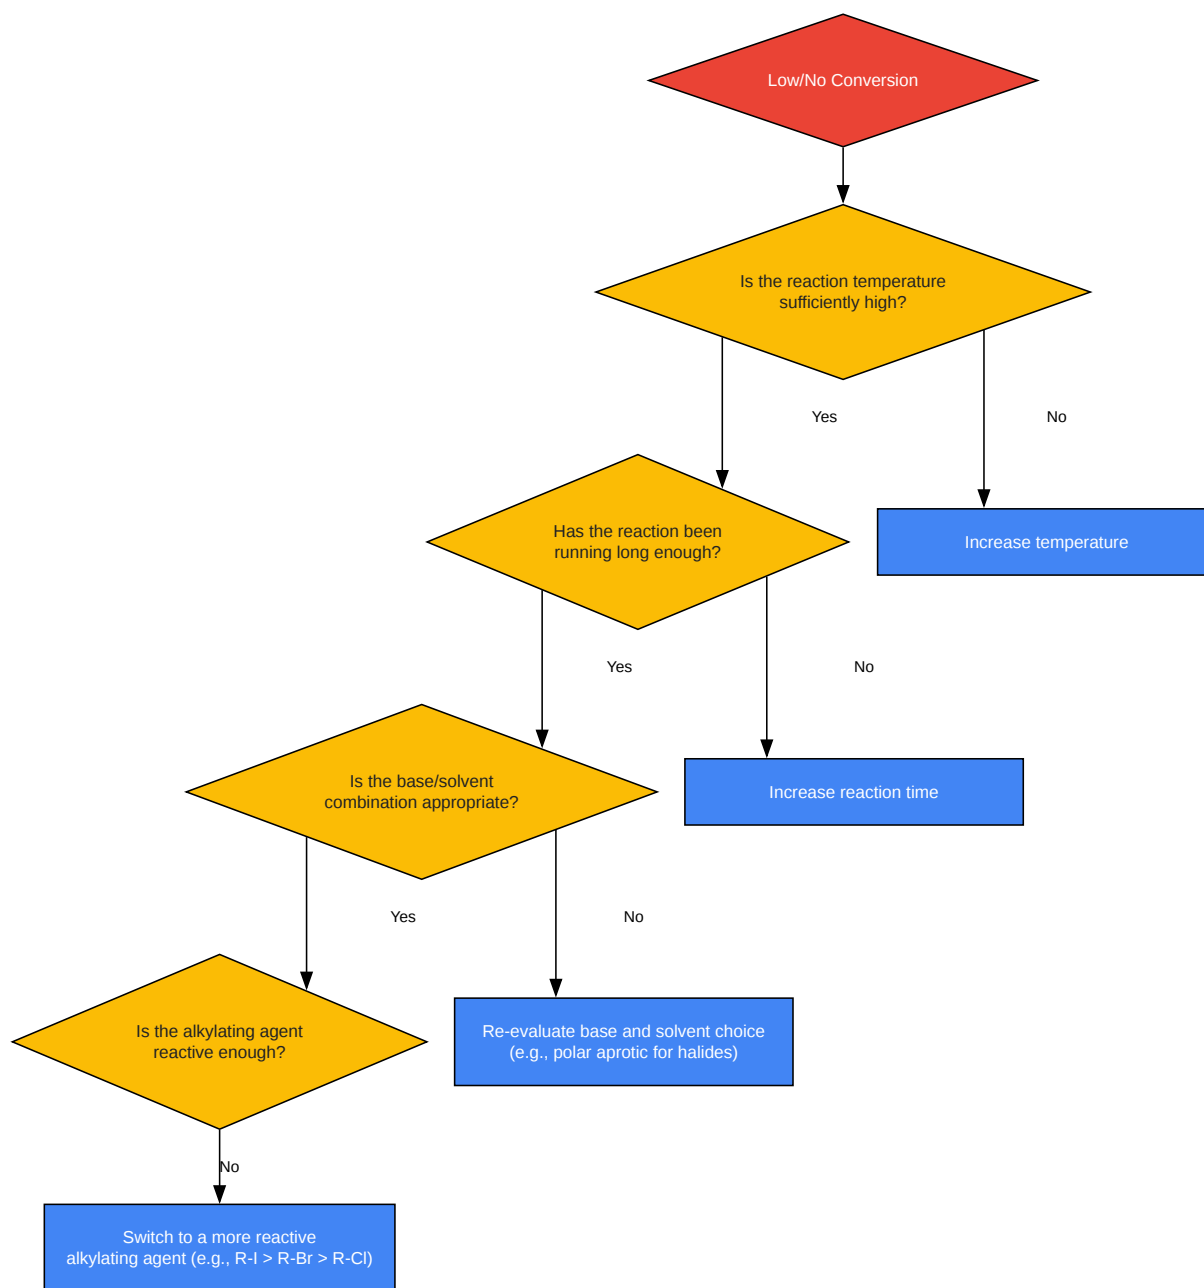 Low/No Conversion
Is the reaction temperature
sufficiently high?
Yes
No
Has the reaction been
running long enough?
Increase temperature
Yes
No
Is the base/solvent
combination appropriate?
Increase reaction time
Yes
No
Is the alkylating agent
reactive enough?
Re-evaluate base and solvent choice
(e.g., polar aprotic for halides)
No
Switch to a more reactive
alkylating agent (e.g., R-I > R-Br > R-Cl)